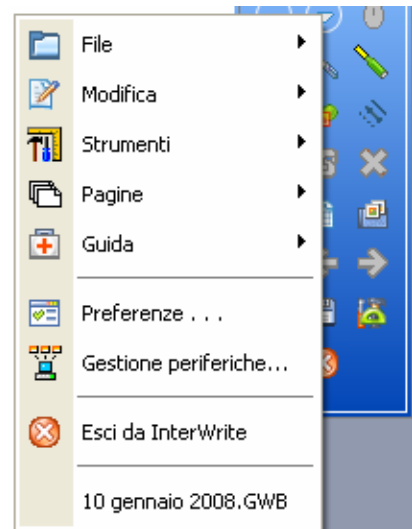 File
Modifica
Strumenti
Pagine
Guida
Preferenze . . .
Gestione periferiche...
Esci da InterWrite
10 gennaio 2008.GWB